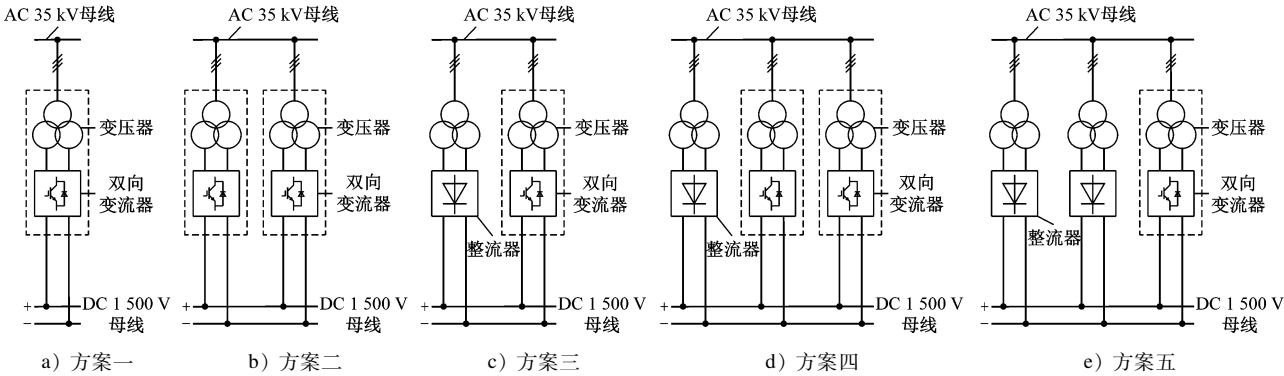 AC 35 kV母线
变压器
双向
变流器
+
DC 1 500 V
−
母线
a）方案一
AC 35 kV母线
变压器
双向
变流器
+
DC 1 500 V
−
母线
b）方案二
AC 35 kV母线
变压器
双向
变流器
整流器
+
DC 1 500 V
−
母线
c）方案三
AC 35 kV母线
变压器
双向
变流器
整流器
+
DC 1 500 V
−
母线
d）方案四
AC 35 kV母线
变压器
双向
变流器
整流器
+
DC 1 500 V
−
母线
e）方案五